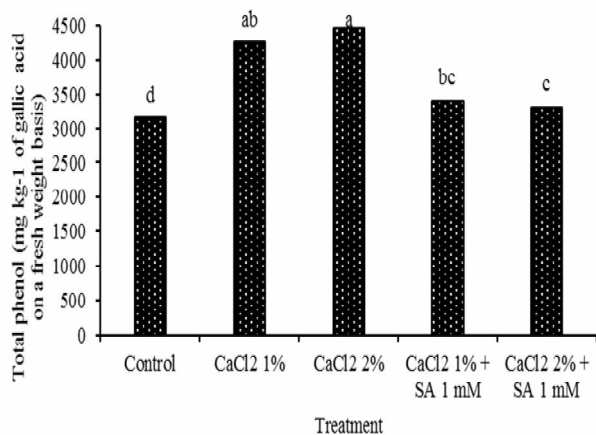 Total phenol (mg kg-1 of gallic acid
on a fresh weight basis)
4500
4000
3500
3000
2500
2000
1500
1000
500
0
d
ab
a
bc
c
Control
CaCl2 1%
CaCl2 2%
CaCl2 1% +
SA 1 mM
CaCl2 2% +
SA 1 mM
Treatment